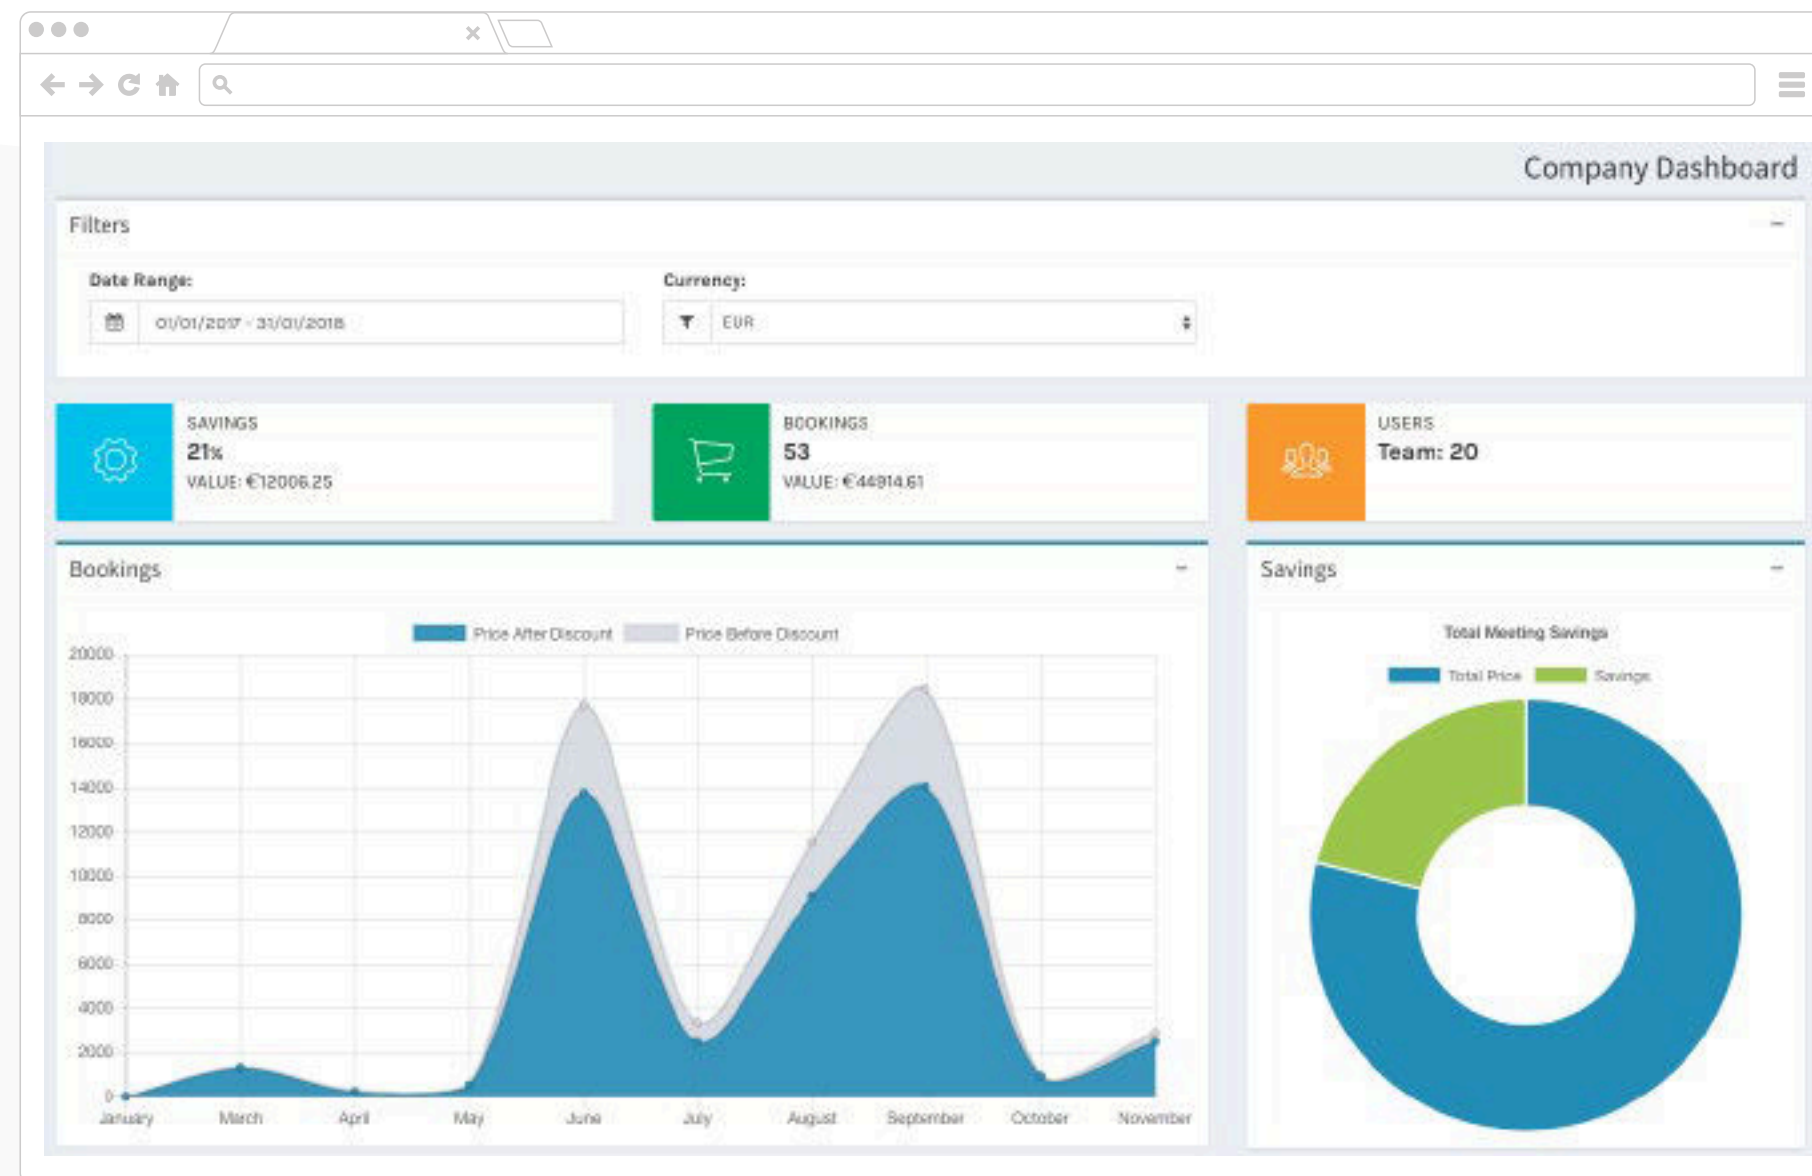 Company Dashboard
Filters
Date Range:
Currency:
01/01/2017 - 31/01/2018
EUR
SAVINGS
21%
VALUE: €12006.25
BOOKINGS
53
VALUE: €44914.61
USERS
Team: 20
Bookings
Savings
Price After Discount
Price Before Discount
Total Meeting Savings
Total Price
Savings
20000
18000
16000
14000
12000
10000
8000
6000
4000
2000
0
January
March
April
May
June
July
August
September
October
November